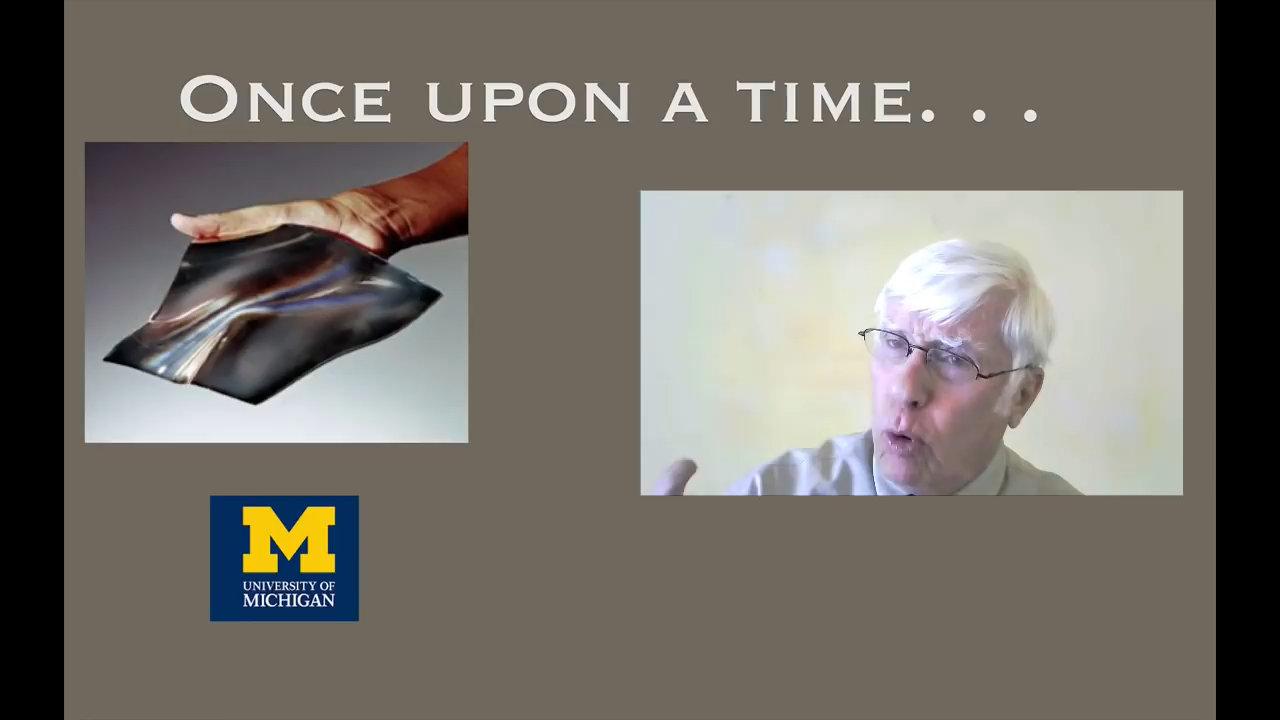 ONCE UPON A TIME. . .
M
UNIVERSITY OF
MICHIGAN